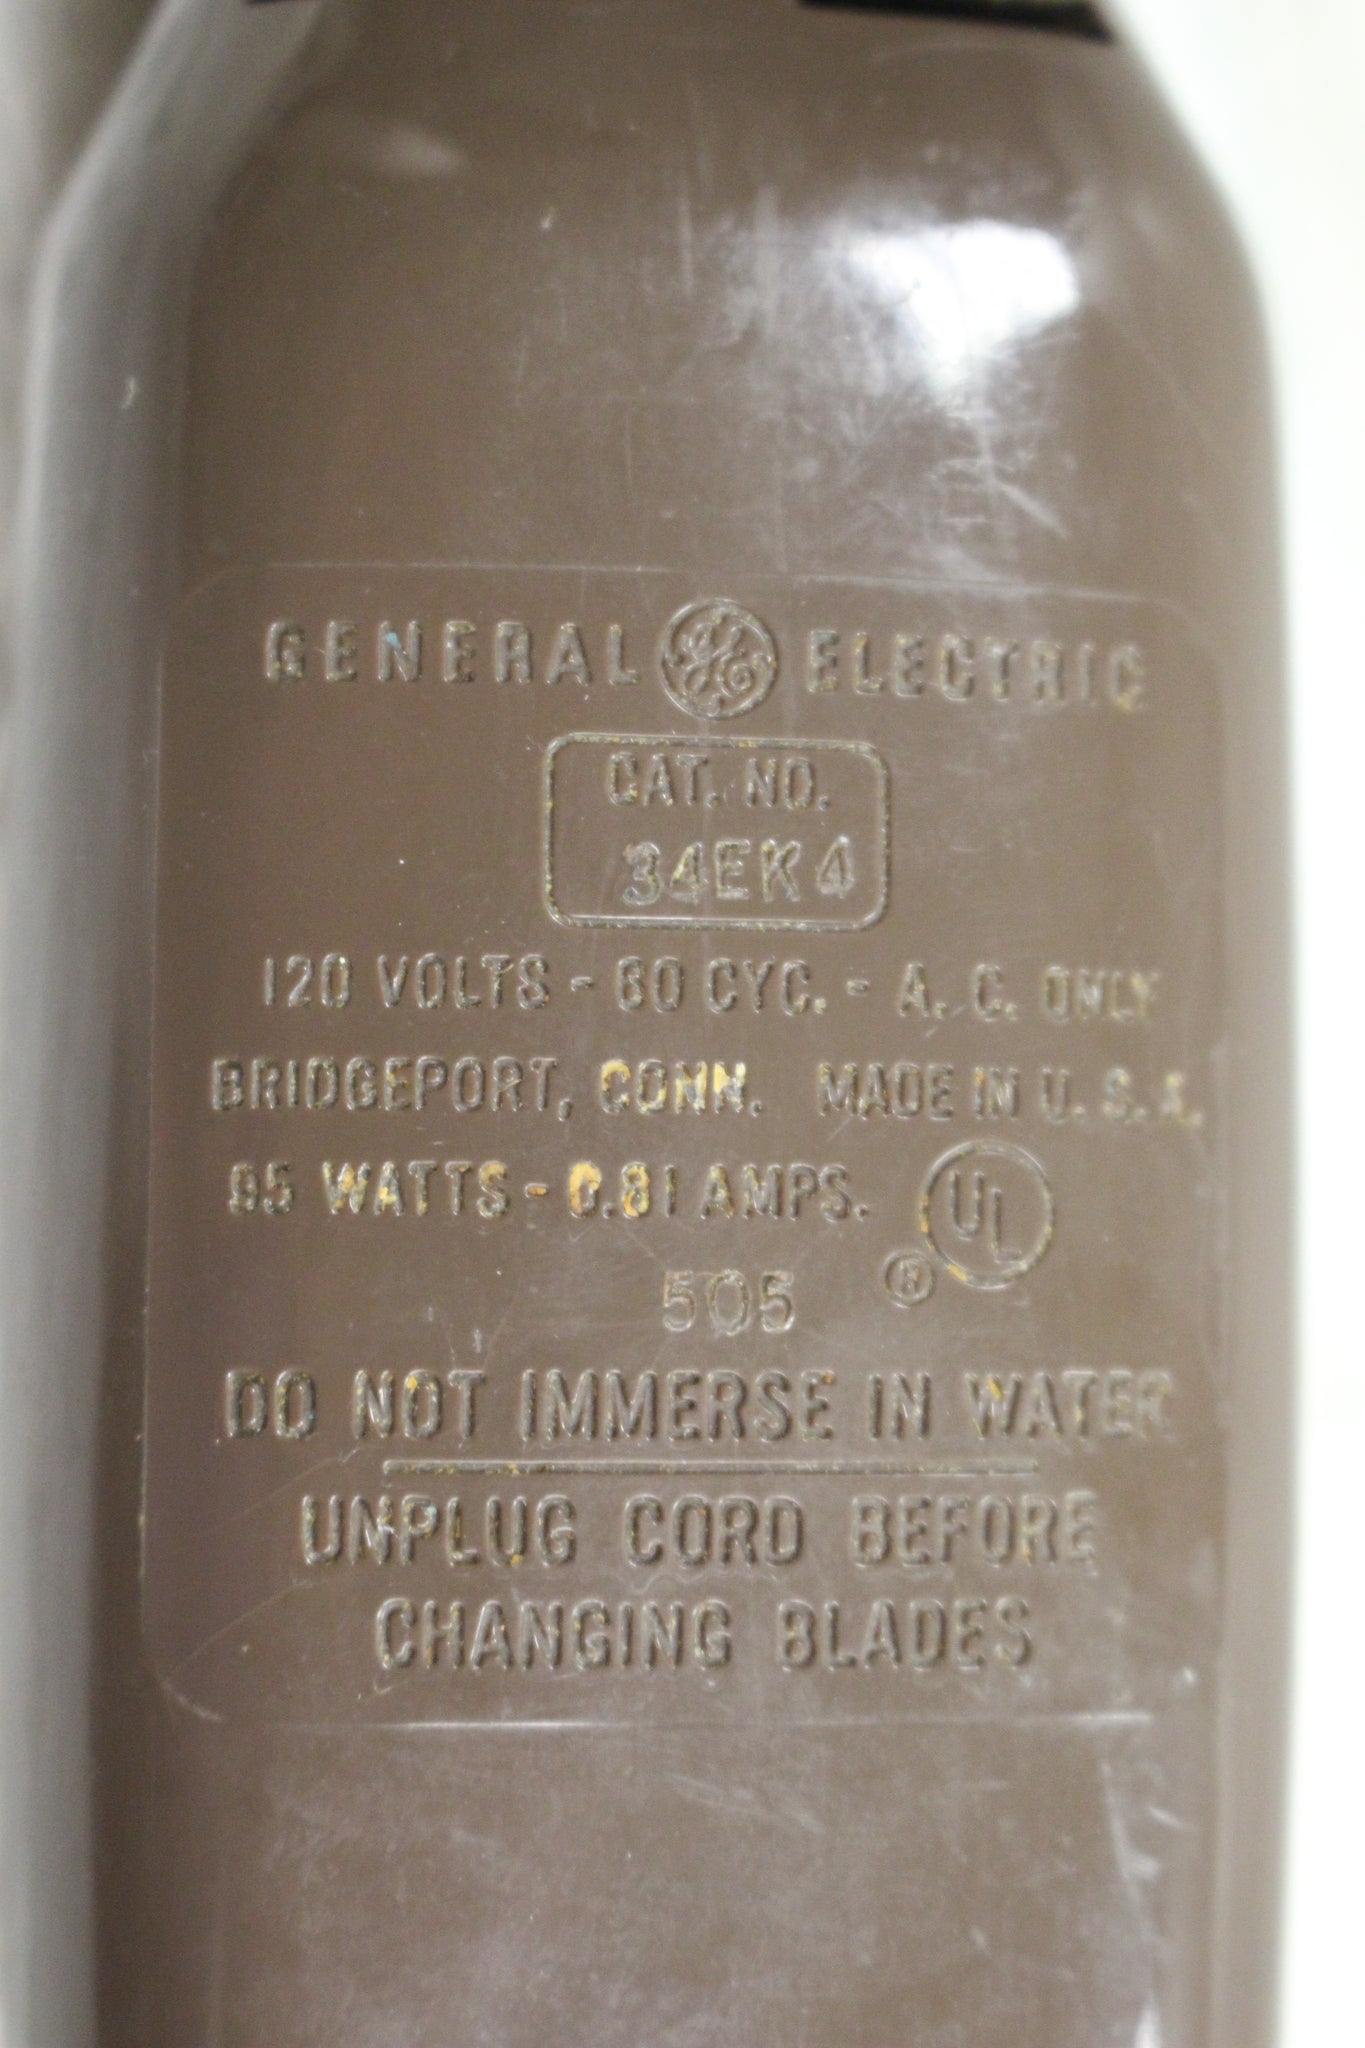 GENERAL GE ELECTRIC
CAT. NO.
34EK4
120 VOLTS - 60 CYC. - A. C. ONLY
BRIDGEPORT, CONN. MADE IN U. S. A.
95 WATTS - 0.81 AMPS. UL
505 ®
DO NOT IMMERSE IN WATER
UNPLUG CORD BEFORE
CHANGING BLADES